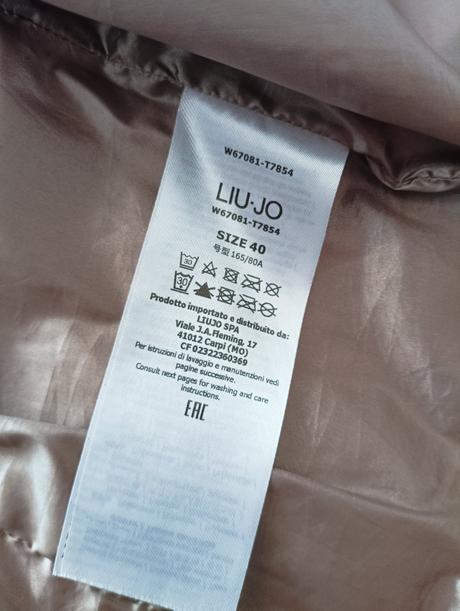 W67081-T7854
LIU·JO
W67081-T7854
SIZE 40
号型 165/80A
30
30
Prodotto importato e distribuito da:
LIUJO SPA
Viale J.A.Fleming, 17
41012 Carpi (MO)
CF 02322360369
Per istruzioni di lavaggio e manutenzioni vedi
pagine successive.
Consult next pages for washing and care
instructions.
EAC